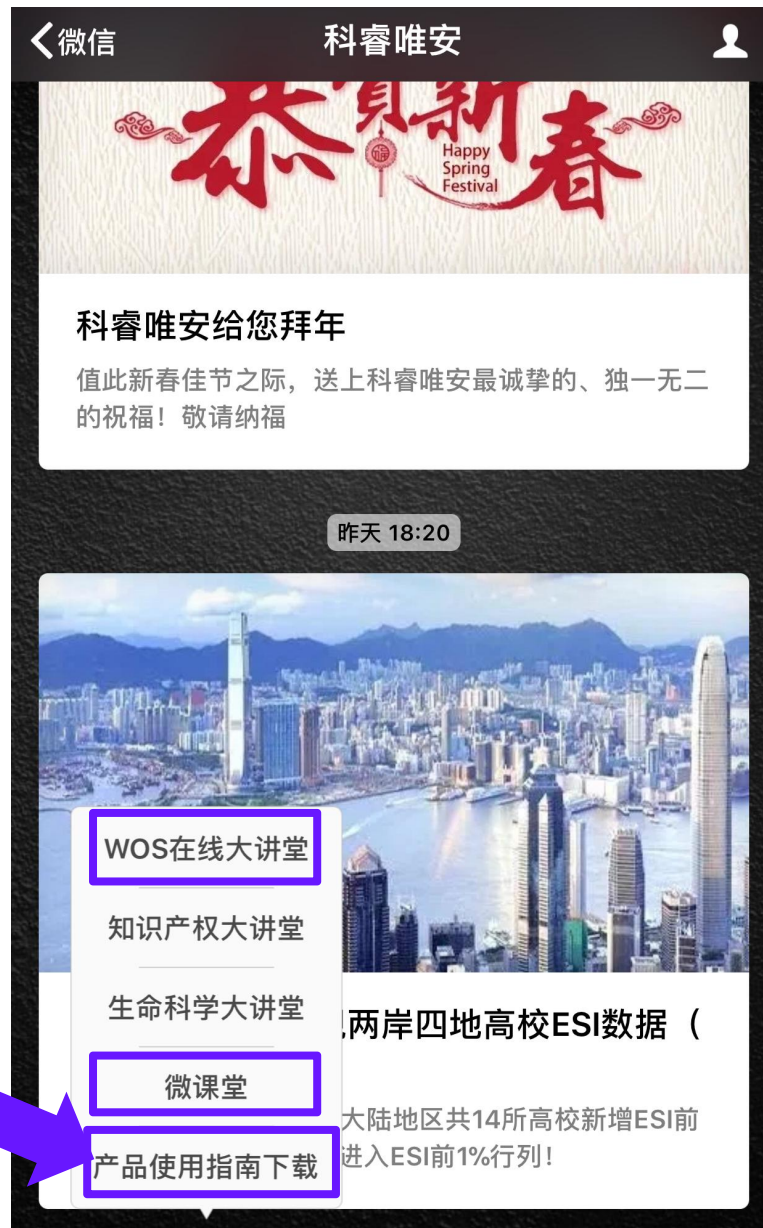 微信
科睿唯安
恭贺新春
Happy
Spring
Festival
科睿唯安给您拜年
值此新春佳节之际，送上科睿唯安最诚挚的、独一无二
的祝福！敬请纳福
昨天 18:20
WOS在线大讲堂
知识产权大讲堂
生命科学大讲堂
微课堂
产品使用指南下载
两岸四地高校ESI数据（
大陆地区共14所高校新增ESI前
进入ESI前1%行列！